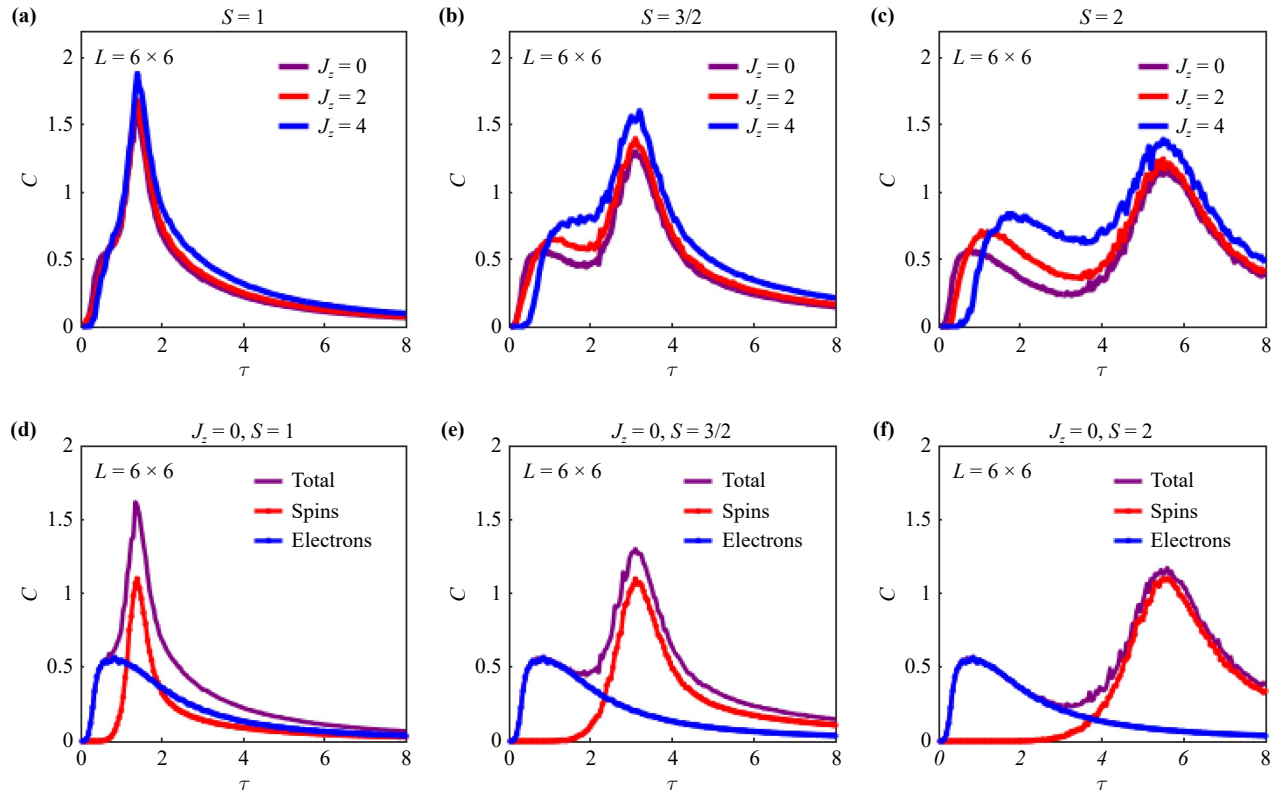 (a) S = 1
L = 6 × 6
J_z = 0
J_z = 2
J_z = 4
C
2
1.5
1
0.5
0
0 2 4 6 8
τ
(b) S = 3/2
L = 6 × 6
J_z = 0
J_z = 2
J_z = 4
C
2
1.5
1
0.5
0
0 2 4 6 8
τ
(c) S = 2
L = 6 × 6
J_z = 0
J_z = 2
J_z = 4
C
2
1.5
1
0.5
0
0 2 4 6 8
τ
(d) J_z = 0, S = 1
L = 6 × 6
Total
Spins
Electrons
C
2
1.5
1
0.5
0
0 2 4 6 8
τ
(e) J_z = 0, S = 3/2
L = 6 × 6
Total
Spins
Electrons
C
2
1.5
1
0.5
0
0 2 4 6 8
τ
(f) J_z = 0, S = 2
L = 6 × 6
Total
Spins
Electrons
C
2
1.5
1
0.5
0
0 2 4 6 8
τ